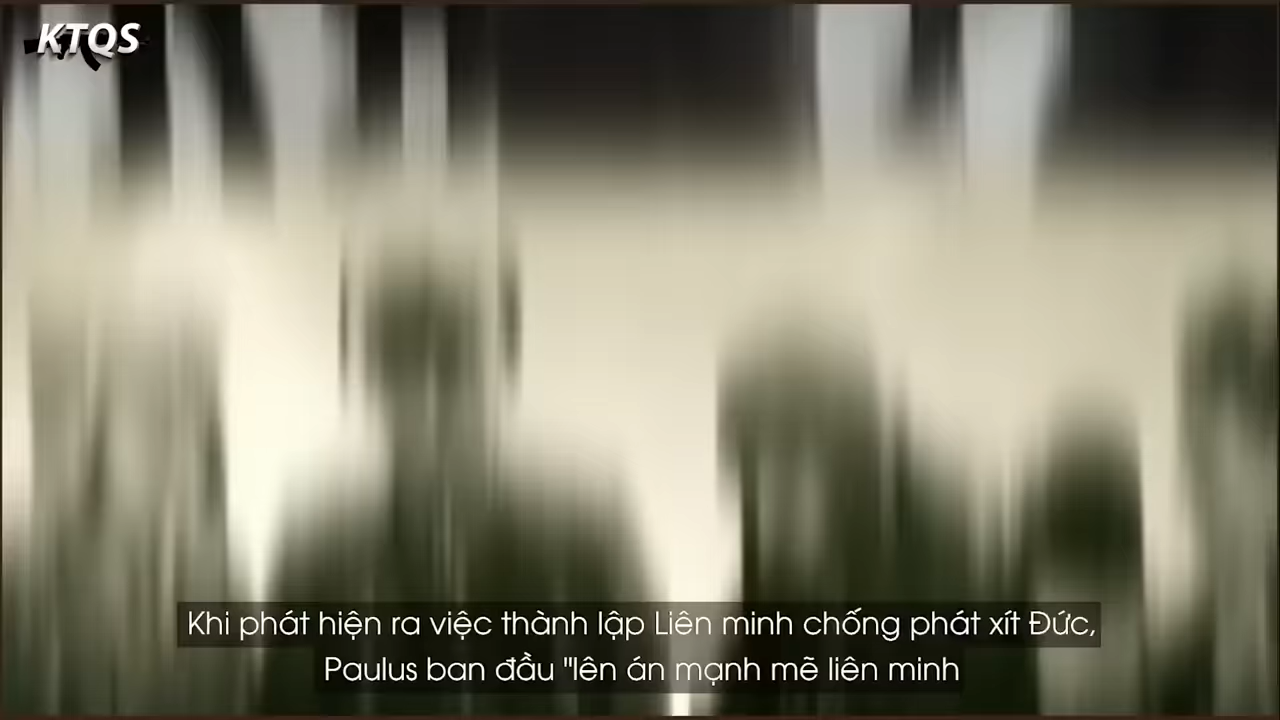 KTQS
Khi phát hiện ra việc thành lập Liên minh chống phát xít Đức,
Paulus ban đầu "lên án mạnh mẽ liên minh